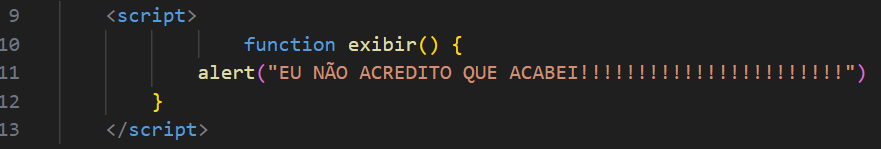 9 <script>
10 function exibir() {
11 alert("EU NÃO ACREDITO QUE ACABEI!!!!!!!!!!!!!!!!!!!!!!!")
12 }
13 </script>